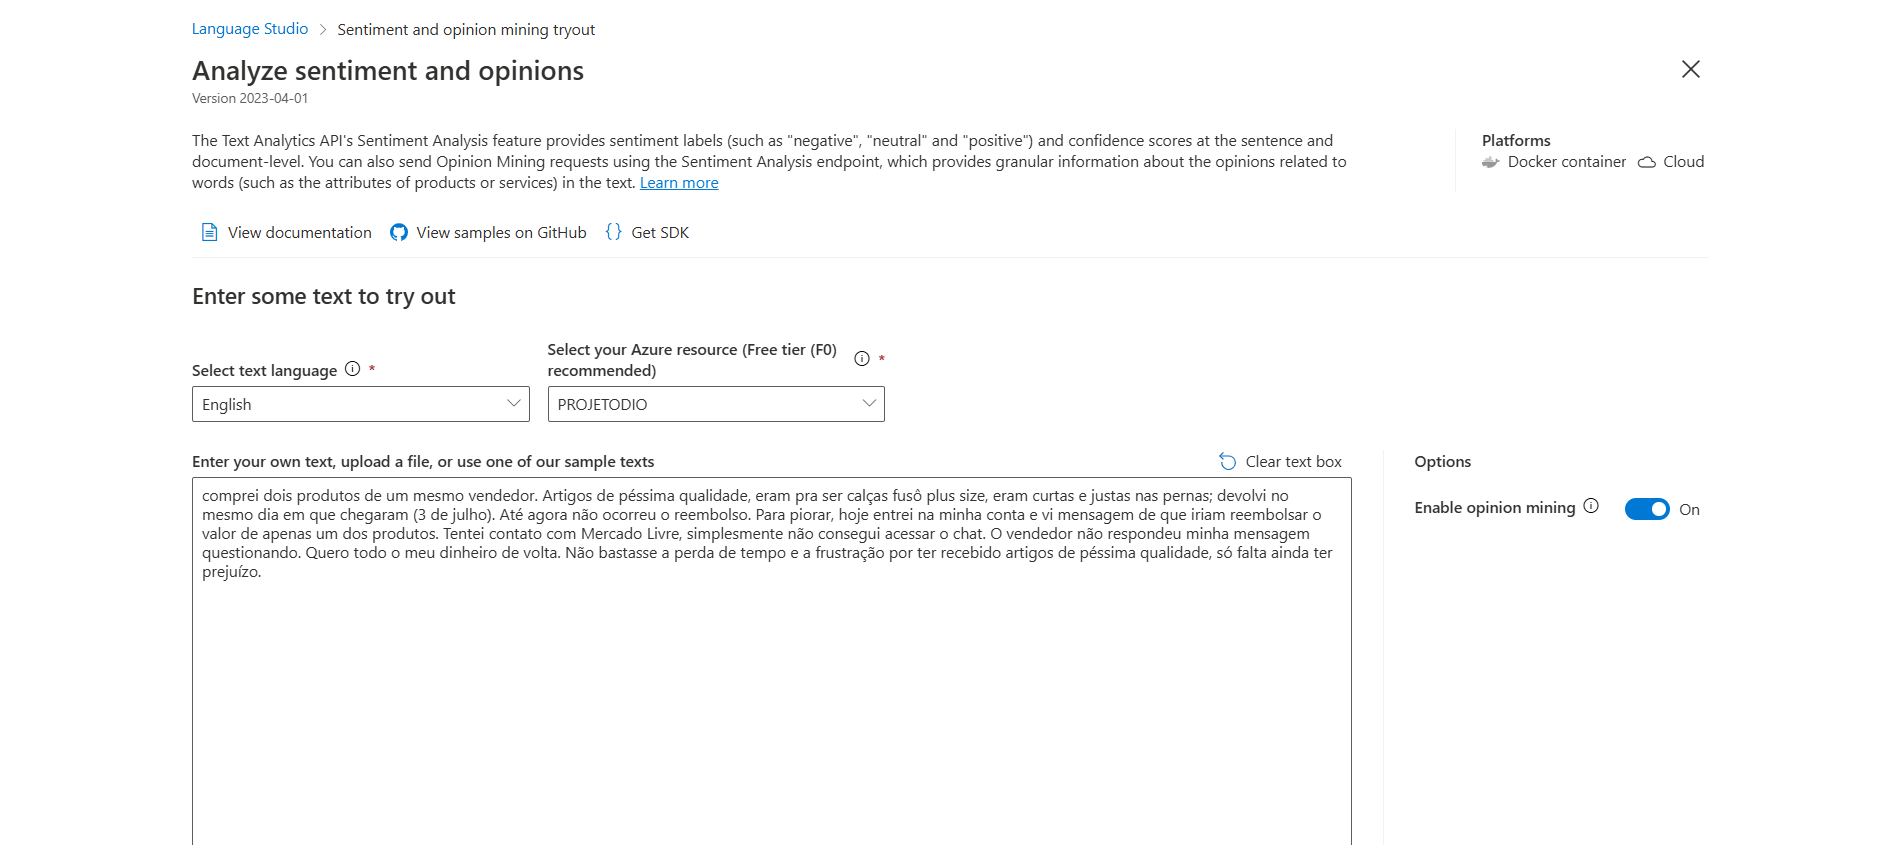 Language Studio > Sentiment and opinion mining tryout
Analyze sentiment and opinions
Version 2023-04-01
The Text Analytics API's Sentiment Analysis feature provides sentiment labels (such as "negative", "neutral" and "positive") and confidence scores at the sentence and
document-level. You can also send Opinion Mining requests using the Sentiment Analysis endpoint, which provides granular information about the opinions related to
words (such as the attributes of products or services) in the text. Learn more
Platforms
Docker container Cloud
View documentation View samples on GitHub {} Get SDK
Enter some text to try out
Select text language *
English
Select your Azure resource (Free tier (F0)
recommended) *
PROJETODIO
Enter your own text, upload a file, or use one of our sample texts
Clear text box
comprei dois produtos de um mesmo vendedor. Artigos de péssima qualidade, eram pra ser calças fusô plus size, eram curtas e justas nas pernas; devolvi no
mesmo dia em que chegaram (3 de julho). Até agora não ocorreu o reembolso. Para piorar, hoje entrei na minha conta e vi mensagem de que iriam reembolsar o
valor de apenas um dos produtos. Tentei contato com Mercado Livre, simplesmente não consegui acessar o chat. O vendedor não respondeu minha mensagem
questionando. Quero todo o meu dinheiro de volta. Não bastasse a perda de tempo e a frustração por ter recebido artigos de péssima qualidade, só falta ainda ter
prejuízo.
Options
Enable opinion mining On